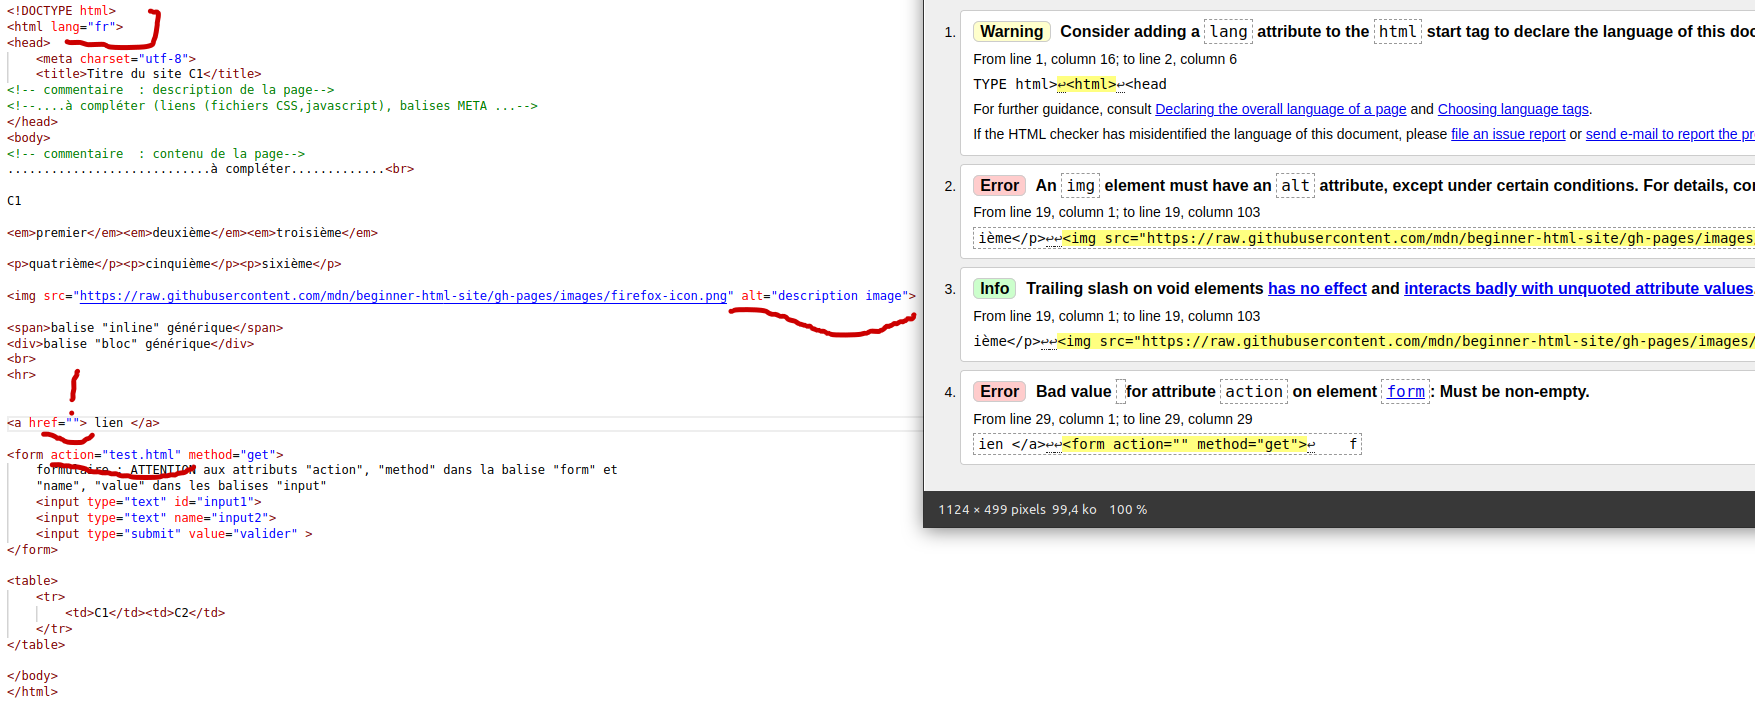 <!DOCTYPE html>
<html lang="fr">
<head>
<meta charset="utf-8">
<title>Titre du site C1</title>
<!-- commentaire  : description de la page-->
<!--....à compléter (liens (fichiers CSS,javascript), balises META ...-->
</head>
<body>
<!-- commentaire  : contenu de la page-->
............................à compléter.............<br>
C1
<em>premier</em><em>deuxième</em><em>troisième</em>
<p>quatrième</p><p>cinquième</p><p>sixième</p>
<img src="https://raw.githubusercontent.com/mdn/beginner-html-site/gh-pages/images/firefox-icon.png" alt="description image">
<span>balise "inline" générique</span>
<div>balise "bloc" générique</div>
<br>
<hr>
<a href=""> lien </a>
<form action="test.html" method="get">
formulaire : ATTENTION aux attributs "action", "method" dans la balise "form" et
"name", "value" dans les balises "input"
<input type="text" id="input1">
<input type="text" name="input2">
<input type="submit" value="valider" >
</form>
<table>
<tr>
<td>C1</td><td>C2</td>
</tr>
</table>
</body>
</html>
1. Warning Consider adding a lang attribute to the html start tag to declare the language of this doc
From line 1, column 16; to line 2, column 6
TYPE html>↩<html>↩<head
For further guidance, consult Declaring the overall language of a page and Choosing language tags.
If the HTML checker has misidentified the language of this document, please file an issue report or send e-mail to report the pr
2. Error An img element must have an alt attribute, except under certain conditions. For details, co
From line 19, column 1; to line 19, column 103
ième</p>↩↩<img src="https://raw.githubusercontent.com/mdn/beginner-html-site/gh-pages/images
3. Info Trailing slash on void elements has no effect and interacts badly with unquoted attribute values.
From line 19, column 1; to line 19, column 103
ième</p>↩↩<img src="https://raw.githubusercontent.com/mdn/beginner-html-site/gh-pages/images/
4. Error Bad value for attribute action on element form: Must be non-empty.
From line 29, column 1; to line 29, column 29
ien </a>↩↩<form action="" method="get">↩    f
1124 × 499 pixels 99,4 ko 100 %